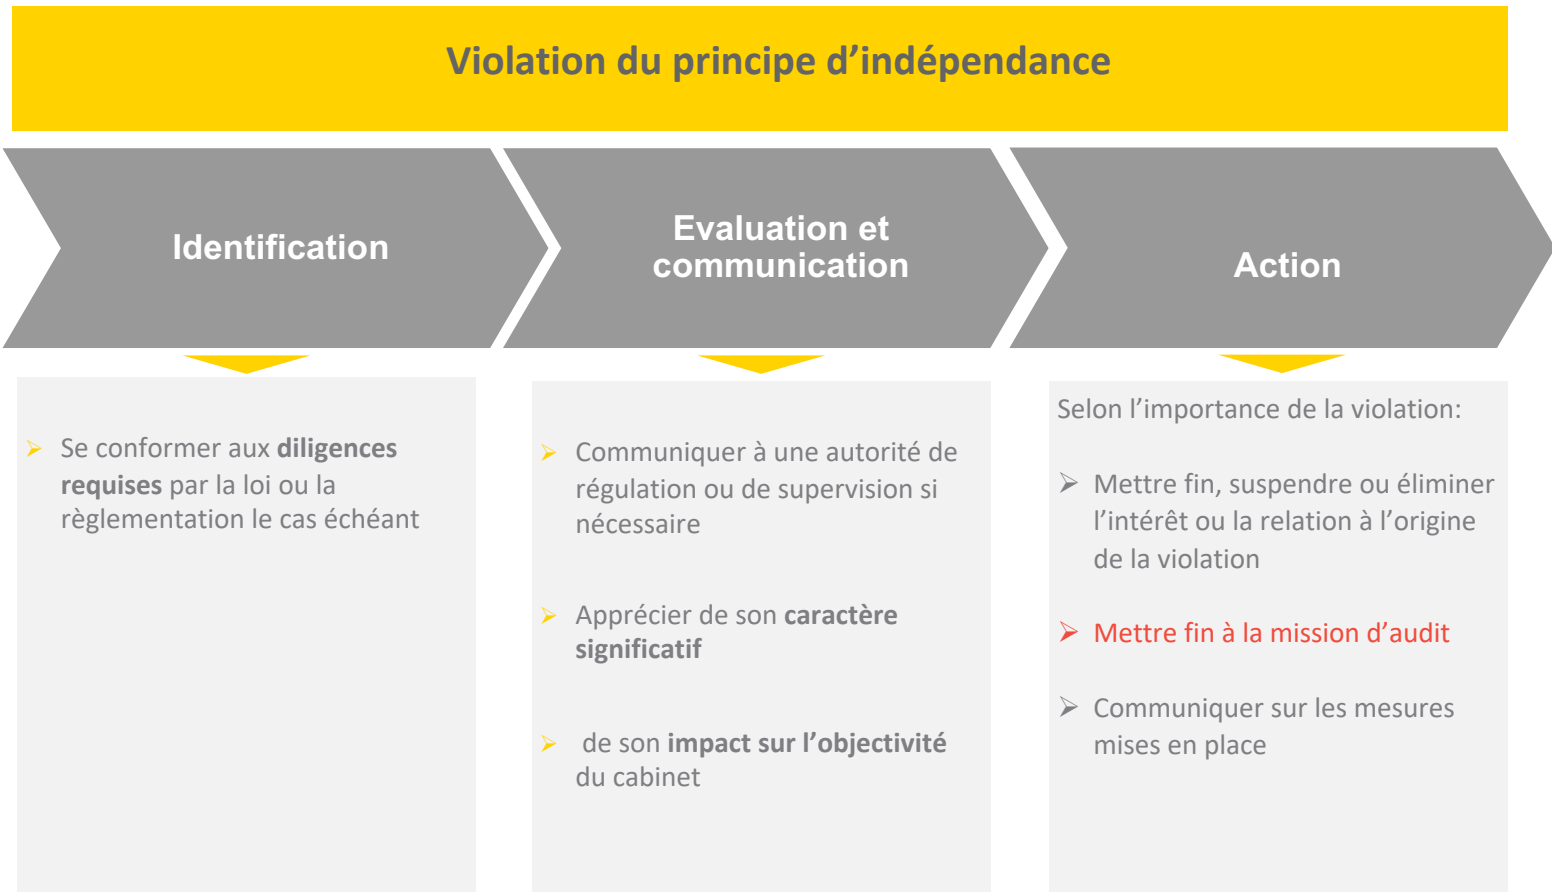 Violation du principe d’indépendance
Identification
Evaluation et
communication
Action
➢ Se conformer aux diligences
requises par la loi ou la
règlementation le cas échéant
➢ Communiquer à une autorité de
régulation ou de supervision si
nécessaire
➢ Apprécier de son caractère
significatif
➢ de son impact sur l’objectivité
du cabinet
Selon l’importance de la violation:
➢ Mettre fin, suspendre ou éliminer
l’intérêt ou la relation à l’origine
de la violation
➢ Mettre fin à la mission d’audit
➢ Communiquer sur les mesures
mises en place